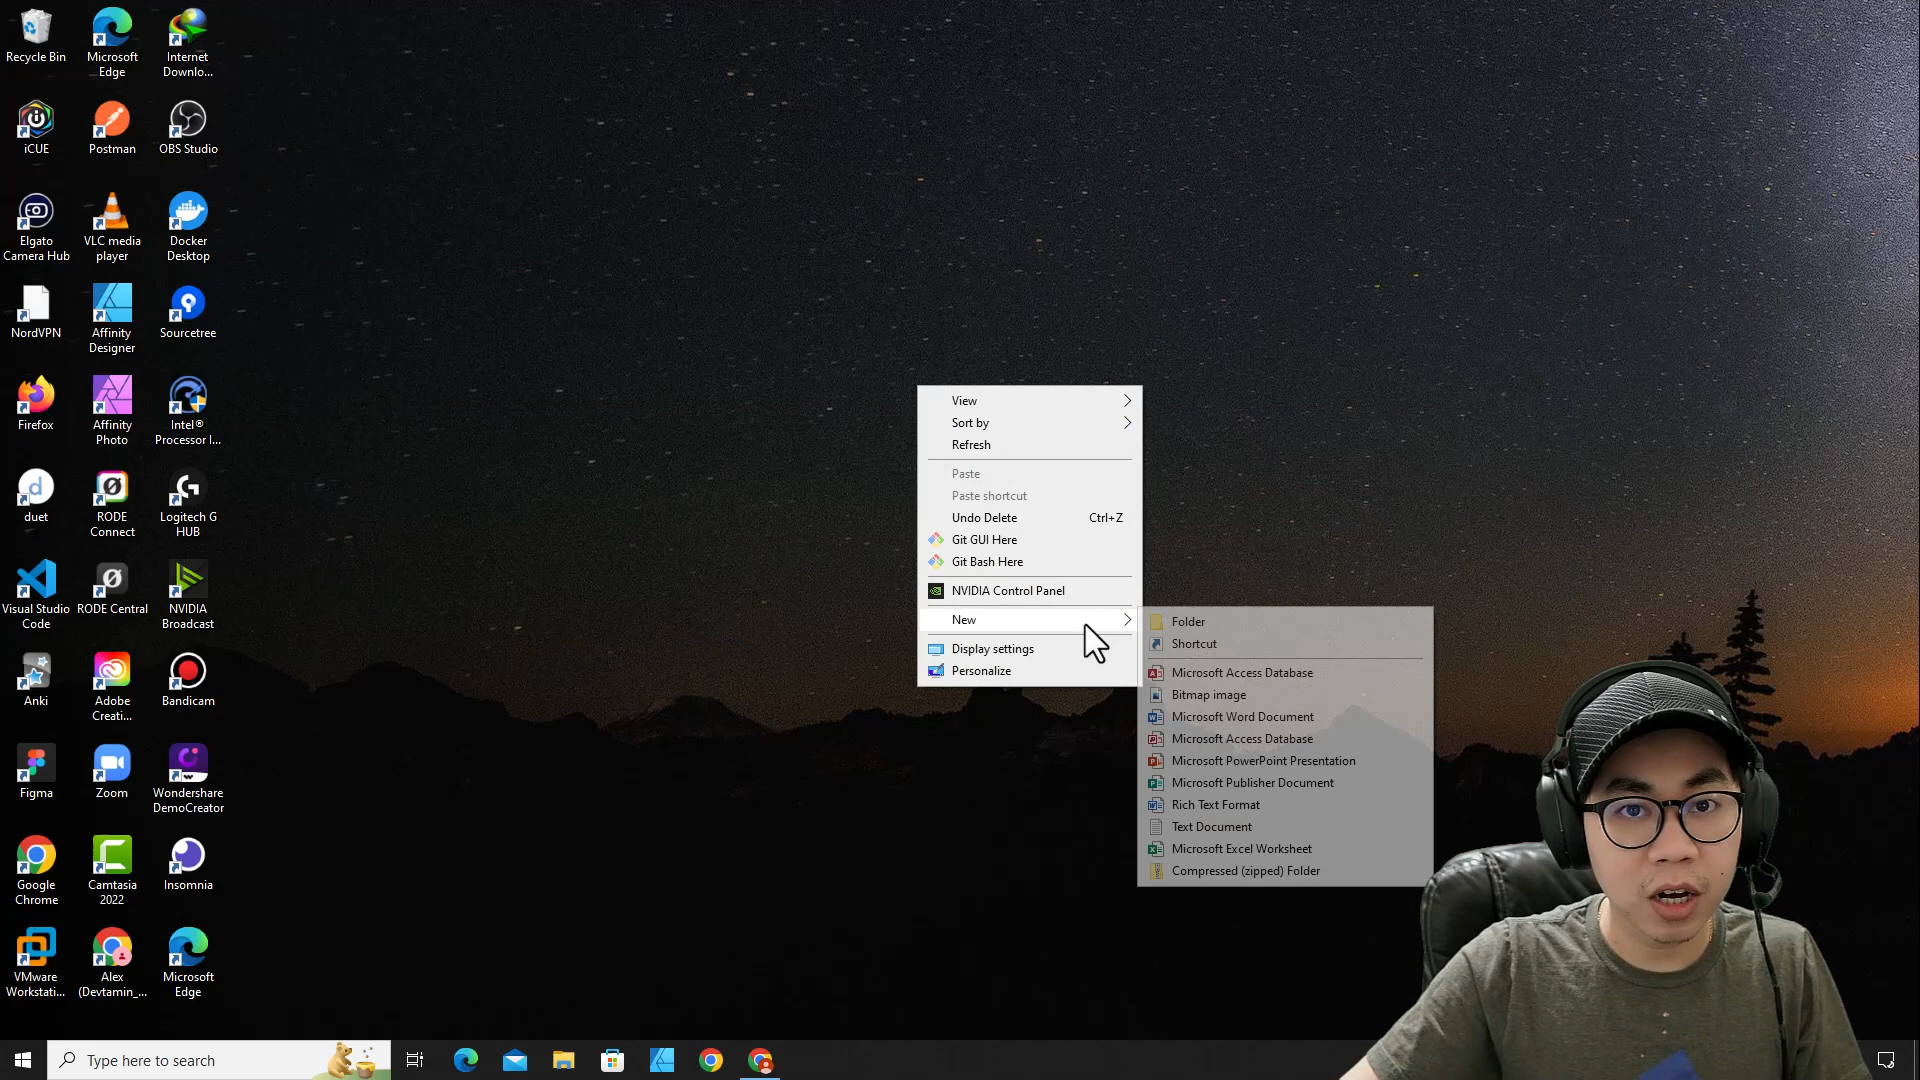 Recycle Bin
Microsoft
Edge
Internet
Downlo...
iCUE
Postman
OBS Studio
Elgato
Camera Hub
VLC media
player
Docker
Desktop
NordVPN
Affinity
Designer
Sourcetree
Firefox
Affinity
Photo
Intel®
Processor I...
duet
RODE
Connect
Logitech G
HUB
Visual Studio
Code
RODE Central
NVIDIA
Broadcast
Anki
Adobe
Creati...
Bandicam
Figma
Zoom
Wondershare
DemoCreator
Google
Chrome
Camtasia
2022
Insomnia
VMware
Workstati...
Alex
(Devtamin_...
Microsoft
Edge
View
Sort by
Refresh
Paste
Paste shortcut
Undo Delete Ctrl+Z
Git GUI Here
Git Bash Here
NVIDIA Control Panel
New
Display settings
Personalize
Folder
Shortcut
Microsoft Access Database
Bitmap image
Microsoft Word Document
Microsoft Access Database
Microsoft PowerPoint Presentation
Microsoft Publisher Document
Rich Text Format
Text Document
Microsoft Excel Worksheet
Compressed (zipped) Folder
Type here to search